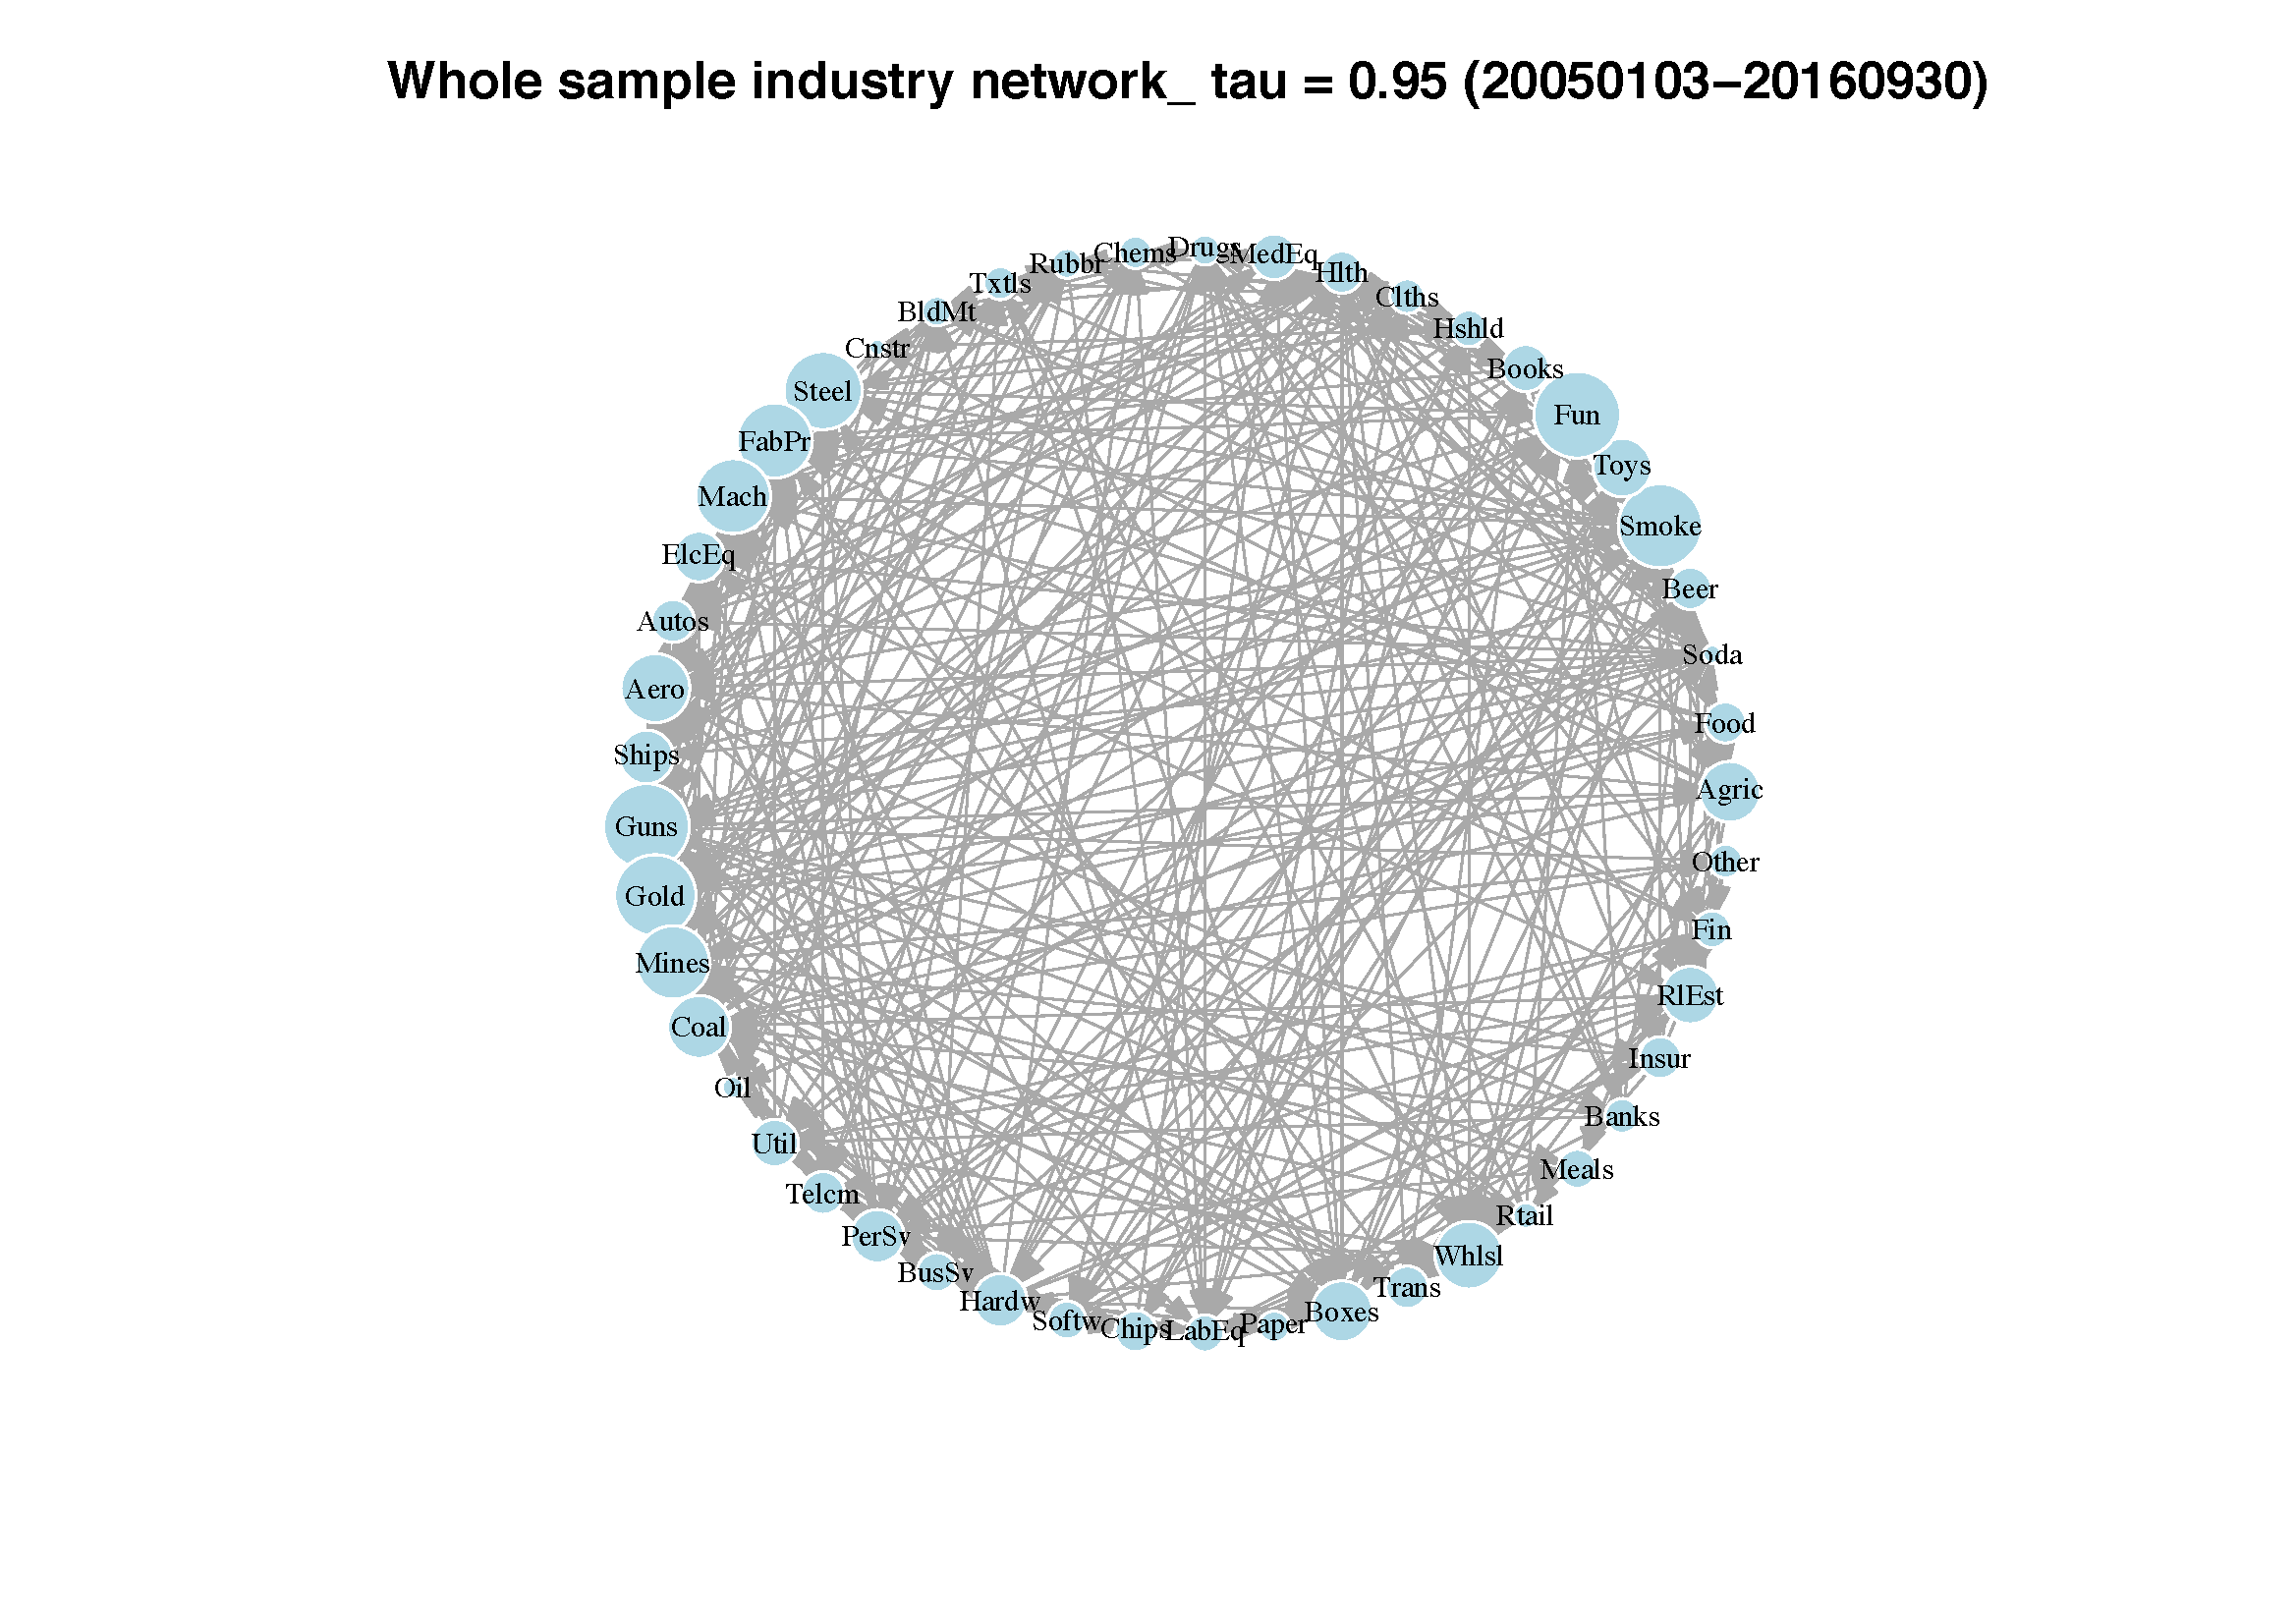 Whole sample industry network_ tau = 0.95 (20050103−20160930)
Drugs
Chems
MedEq
Rubbr
Hlth
Txtls
Clths
BldMt
Hshld
Cnstr
Books
Steel
Fun
FabPr
Toys
Mach
Smoke
ElcEq
Beer
Autos
Soda
Aero
Food
Ships
Agric
Guns
Other
Gold
Fin
Mines
RlEst
Coal
Insur
Oil
Banks
Util
Meals
Telcm
Rtail
PerSv
Whlsl
BusSv
Trans
Hardw
Boxes
Softw
Paper
Chips
LabEq